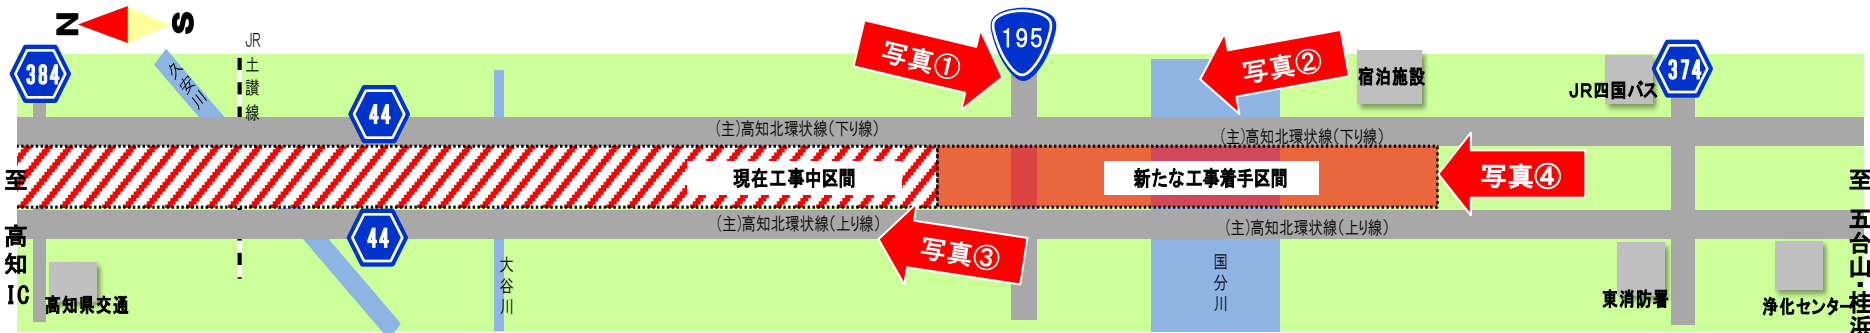 N S
384
久安川
JR土讃線
44
写真①
195
写真②
宿泊施設
JR四国バス
374
(主)高知北環状線(下り線)
(主)高知北環状線(下り線)
至 高知IC
現在工事中区間
新たな工事着手区間
写真④
至 五台山・桂浜
44
(主)高知北環状線(上り線)
(主)高知北環状線(上り線)
写真③
高知県交通
大谷川
国分川
東消防署
浄化センター